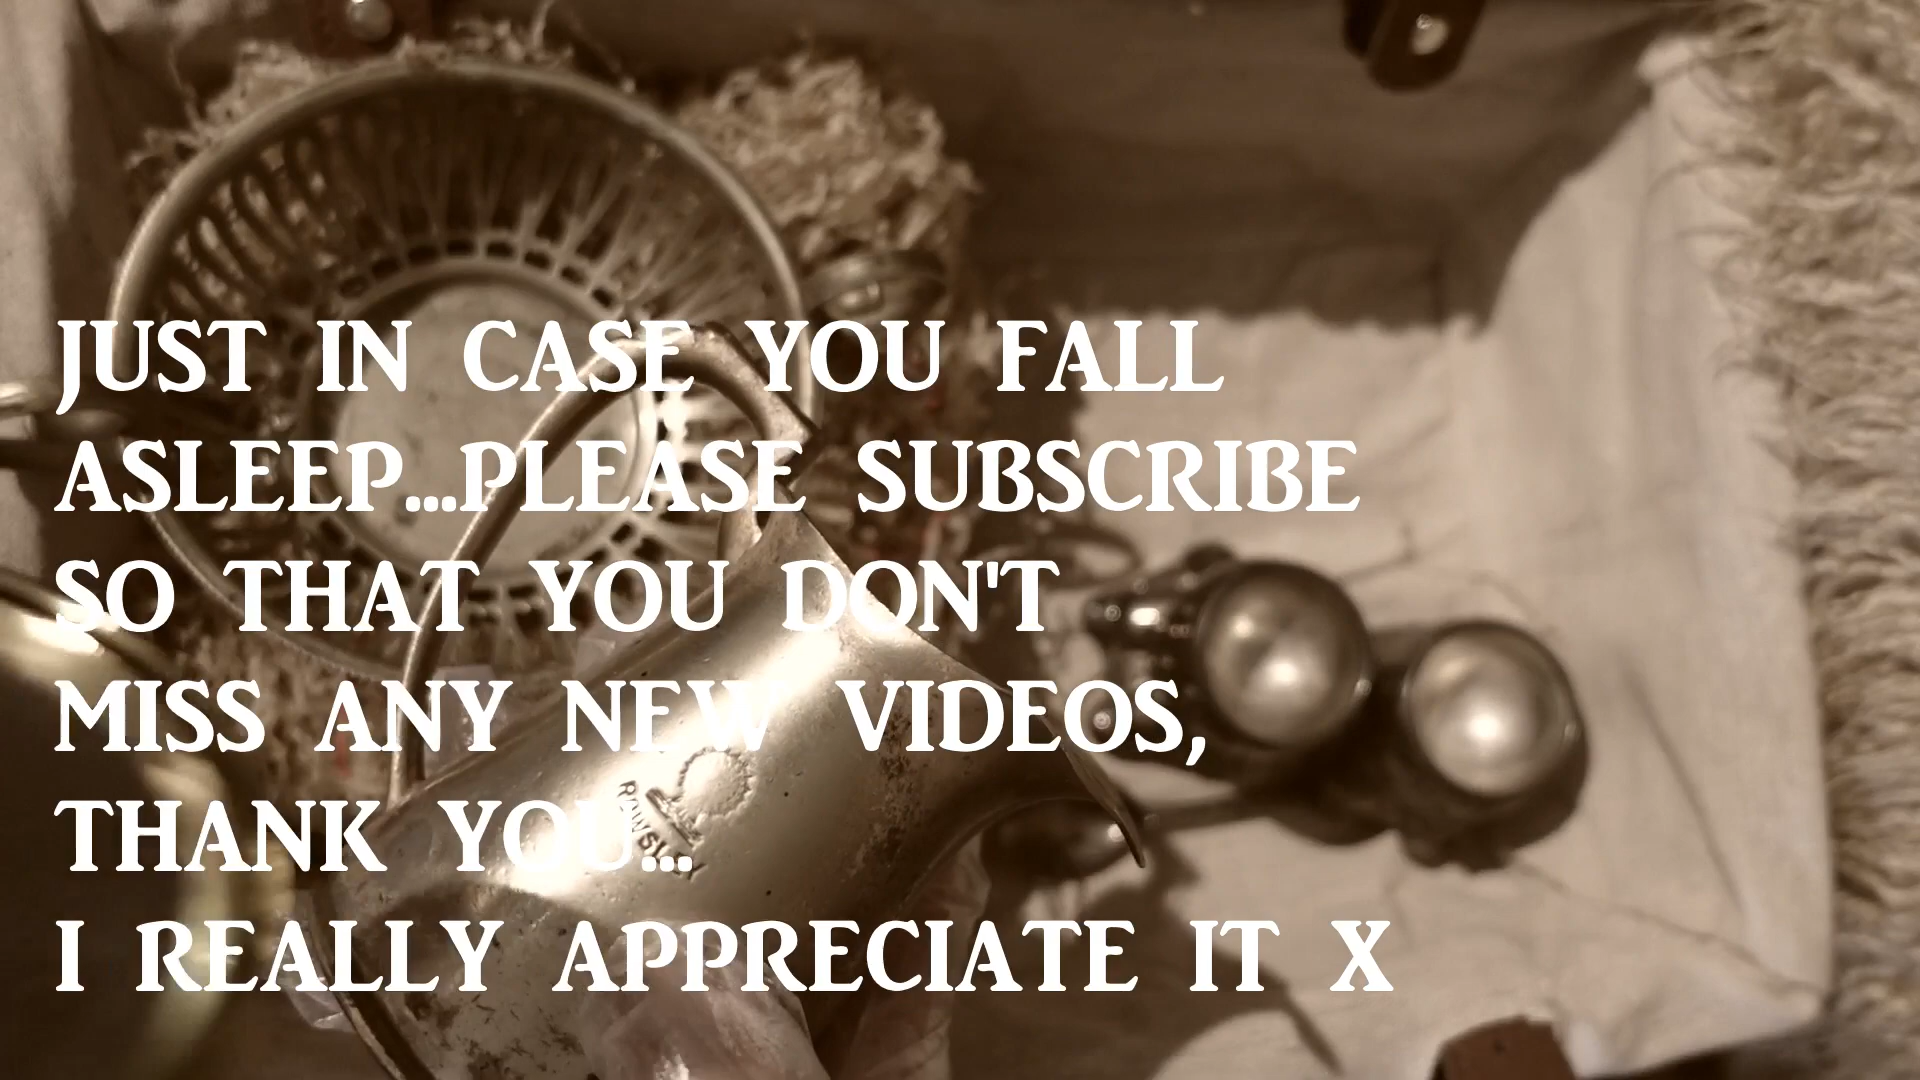 JUST IN CASE YOU FALL
ASLEEP...PLEASE SUBSCRIBE
SO THAT YOU DON'T
MISS ANY NEW VIDEOS,
THANK YOU...
I REALLY APPRECIATE IT X